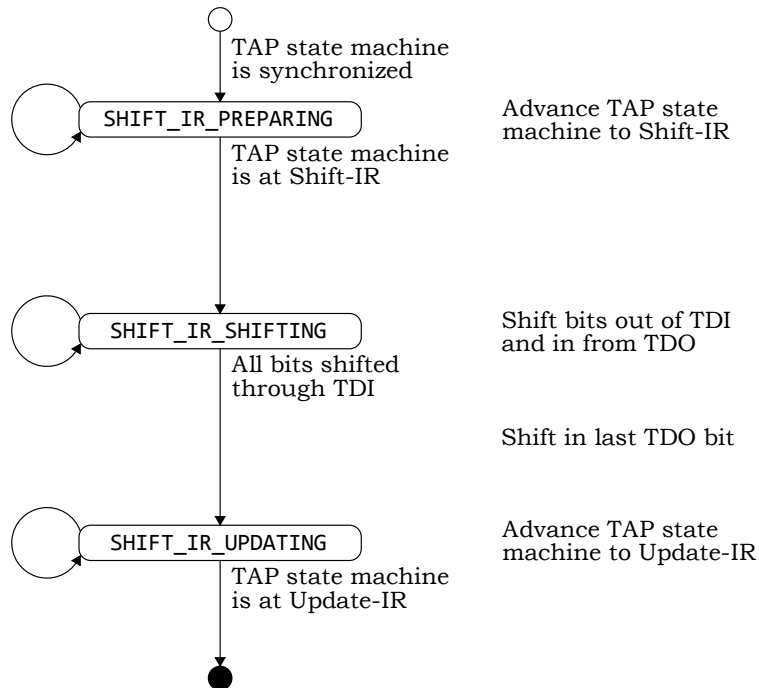 TAP state machine
is synchronized
SHIFT_IR_PREPARING
Advance TAP state
machine to Shift-IR
TAP state machine
is at Shift-IR
SHIFT_IR_SHIFTING
Shift bits out of TDI
and in from TDO
All bits shifted
through TDI
Shift in last TDO bit
SHIFT_IR_UPDATING
Advance TAP state
machine to Update-IR
TAP state machine
is at Update-IR